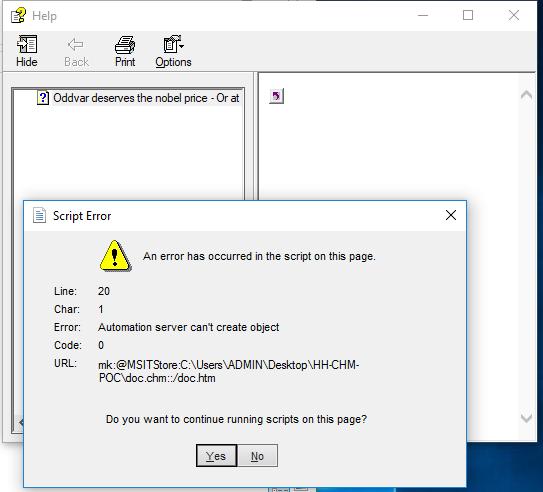 Help
Hide Back Print Options
Oddvar deserves the nobel price - Or at
Script Error
An error has occurred in the script on this page.
Line: 20
Char: 1
Error: Automation server can't create object
Code: 0
URL: mk:@MSITStore:C:\Users\ADMIN\Desktop\HH-CHM-
POC\doc.chm::/doc.htm
Do you want to continue running scripts on this page?
Yes No